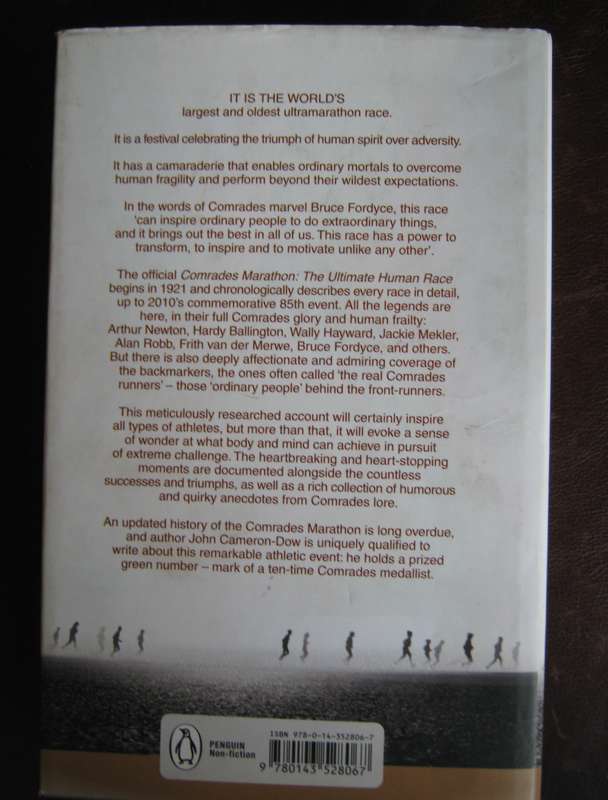 IT IS THE WORLD'S
largest and oldest ultramarathon race.
It is a festival celebrating the triumph of human spirit over adversity.
It has a camaraderie that enables ordinary mortals to overcome
human fragility and perform beyond their wildest expectations.
In the words of Comrades marvel Bruce Fordyce, this race
'can inspire ordinary people to do extraordinary things,
and it brings out the best in all of us. This race has a power to
transform, to inspire and to motivate unlike any other'.
The official Comrades Marathon: The Ultimate Human Race
begins in 1921 and chronologically describes every race in detail,
up to 2010's commemorative 85th event. All the legends are
here, in their full Comrades glory and human frailty:
Arthur Newton, Hardy Ballington, Wally Hayward, Jackie Mekler,
Alan Robb, Frith van der Merwe, Bruce Fordyce, and others.
But there is also deeply affectionate and admiring coverage of
the backmarkers, the ones often called 'the real Comrades
runners' – those 'ordinary people' behind the front-runners.
This meticulously researched account will certainly inspire
all types of athletes, but more than that, it will evoke a sense
of wonder at what body and mind can achieve in pursuit
of extreme challenge. The heartbreaking and heart-stopping
moments are documented alongside the countless
successes and triumphs, as well as a rich collection of humorous
and quirky anecdotes from Comrades lore.
An updated history of the Comrades Marathon is long overdue,
and author John Cameron-Dow is uniquely qualified to
write about this remarkable athletic event: he holds a prized
green number – mark of a ten-time Comrades medallist.
PENGUIN
Non-fiction
ISBN 978-0-14-352806-7
9 780143 528067